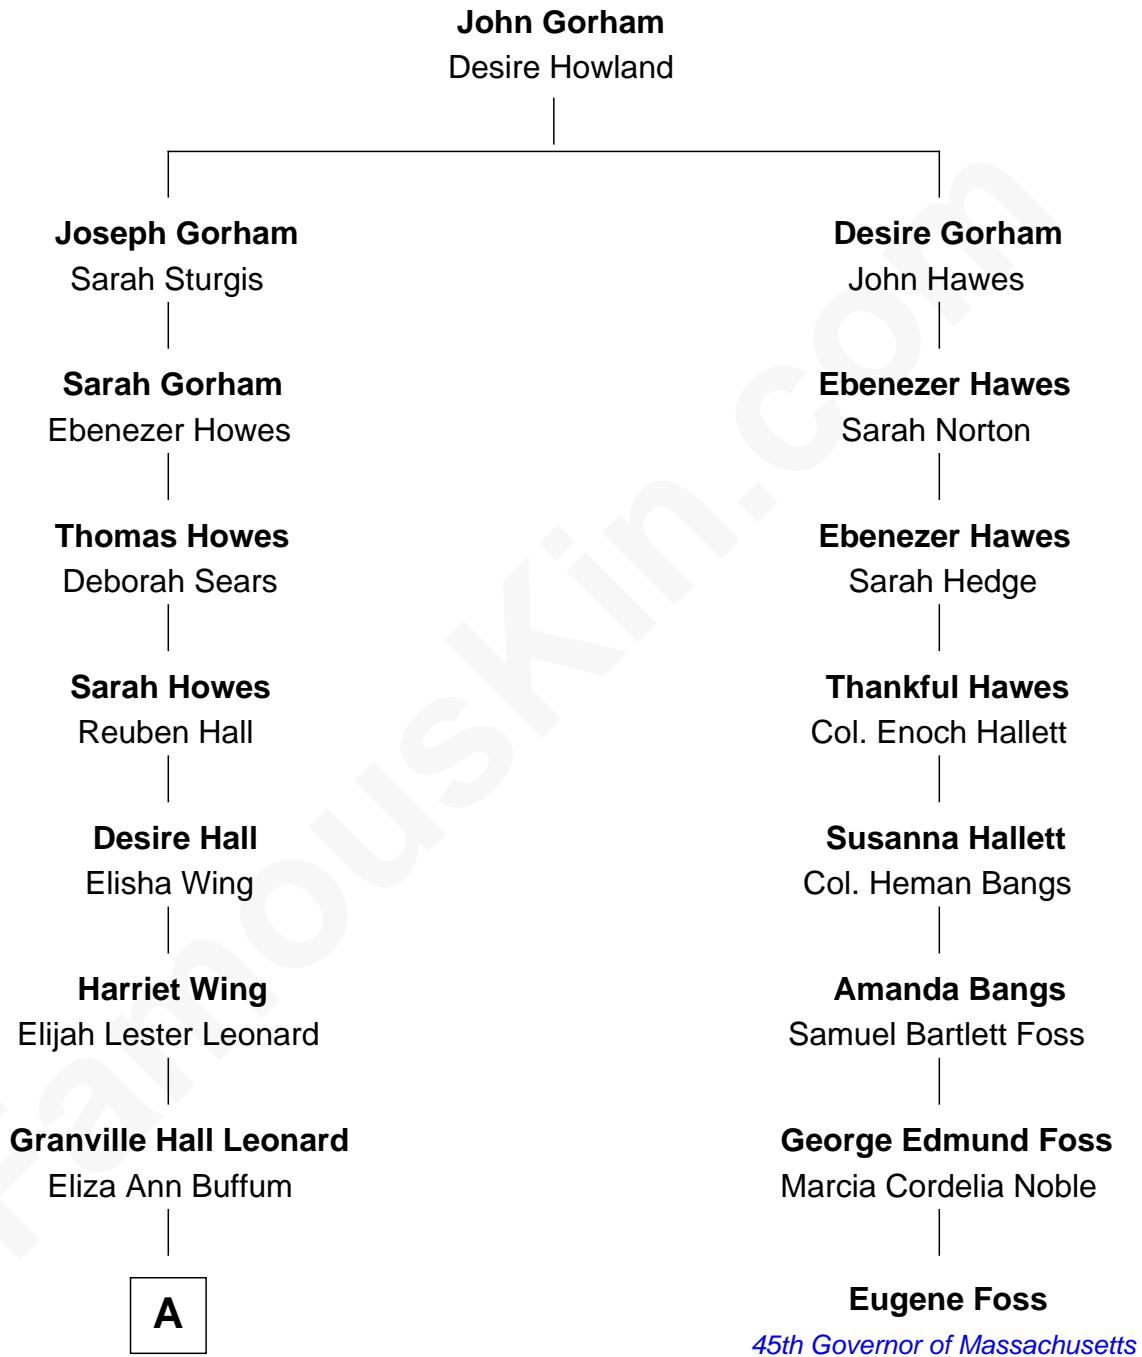 John Gorham
Desire Howland
Joseph Gorham
Sarah Sturgis
Desire Gorham
John Hawes
Sarah Gorham
Ebenezer Howes
Ebenezer Hawes
Sarah Norton
Thomas Howes
Deborah Sears
Ebenezer Hawes
Sarah Hedge
Sarah Howes
Reuben Hall
Thankful Hawes
Col. Enoch Hallett
Desire Hall
Elisha Wing
Susanna Hallett
Col. Heman Bangs
Harriet Wing
Elijah Lester Leonard
Amanda Bangs
Samuel Bartlett Foss
Granville Hall Leonard
Eliza Ann Buffum
George Edmund Foss
Marcia Cordelia Noble
A
Eugene Foss
45th Governor of Massachusetts
FamousKin.com